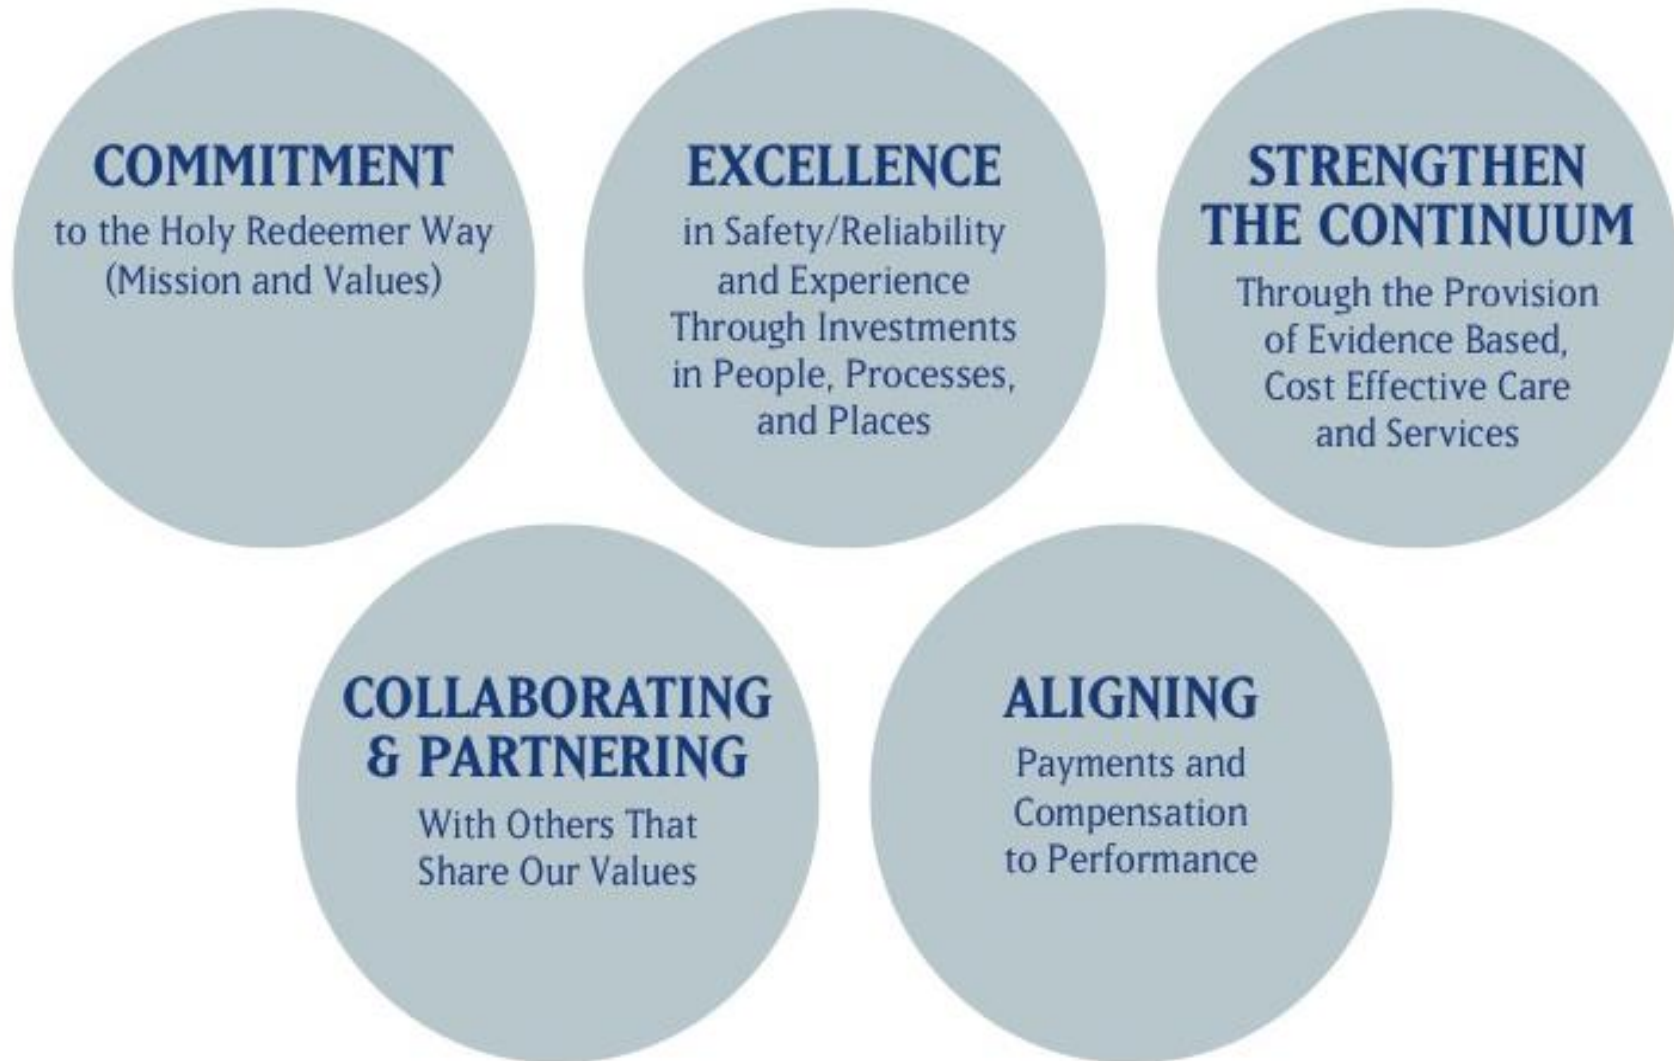 COMMITMENT
to the Holy Redeemer Way
(Mission and Values)
EXCELLENCE
in Safety/Reliability
and Experience
Through Investments
in People, Processes,
and Places
STRENGTHEN
THE CONTINUUM
Through the Provision
of Evidence Based,
Cost Effective Care
and Services
COLLABORATING
& PARTNERING
With Others That
Share Our Values
ALIGNING
Payments and
Compensation
to Performance